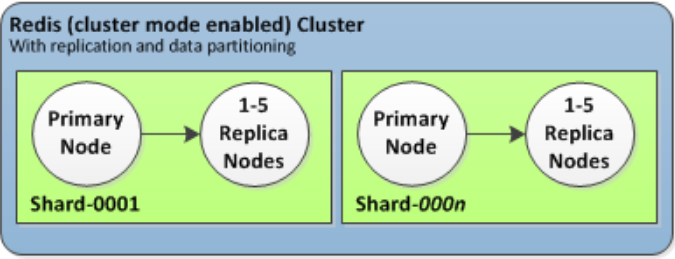 Redis (cluster mode enabled) Cluster
With replication and data partitioning
Primary
Node
1-5
Replica
Nodes
Shard-0001
Primary
Node
1-5
Replica
Nodes
Shard-000n